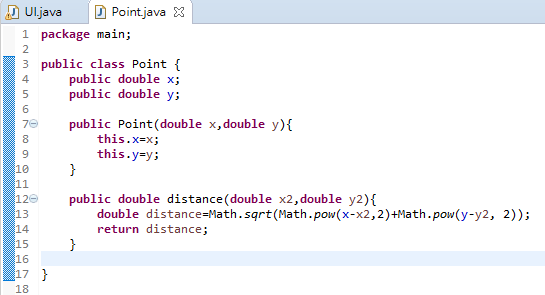 UI.java Point.java
1 package main;
2
3 public class Point {
4     public double x;
5     public double y;
6
7     public Point(double x,double y){
8         this.x=x;
9         this.y=y;
10     }
11
12     public double distance(double x2,double y2){
13         double distance=Math.sqrt(Math.pow(x-x2,2)+Math.pow(y-y2, 2));
14         return distance;
15     }
16
17 }
18